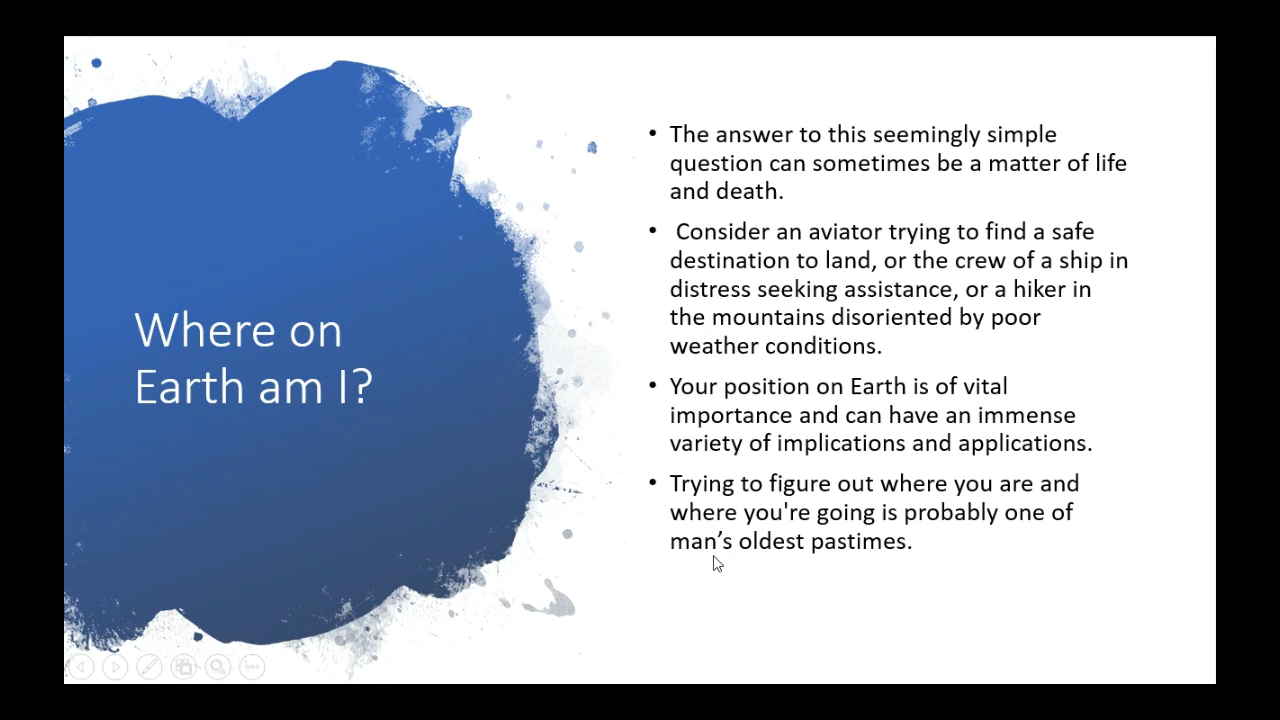 Where on
Earth am I?
• The answer to this seemingly simple
question can sometimes be a matter of life
and death.
• Consider an aviator trying to find a safe
destination to land, or the crew of a ship in
distress seeking assistance, or a hiker in
the mountains disoriented by poor
weather conditions.
• Your position on Earth is of vital
importance and can have an immense
variety of implications and applications.
• Trying to figure out where you are and
where you're going is probably one of
man’s oldest pastimes.